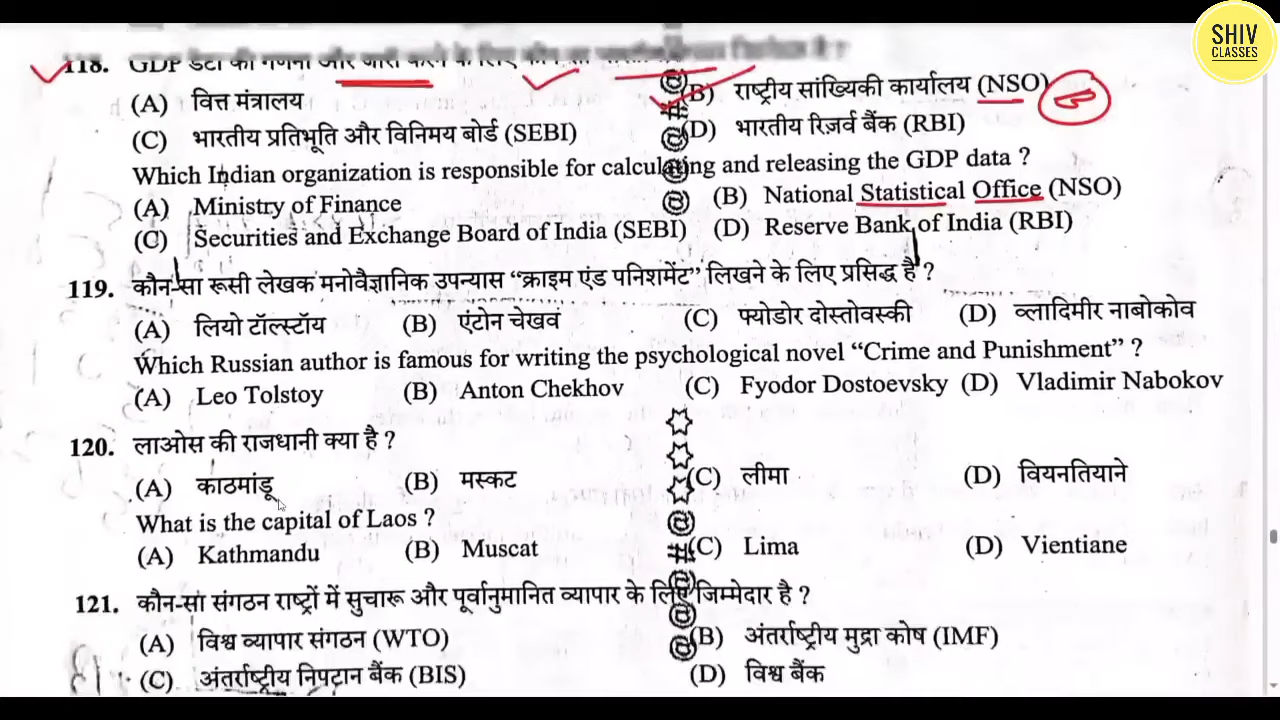 SHIV
CLASSES
118. GDP डेटा की गणना और जारी करने के लिए
(A) वित्त मंत्रालय (B) राष्ट्रीय सांख्यिकी कार्यालय (NSO)
(C) भारतीय प्रतिभूति और विनिमय बोर्ड (SEBI) (D) भारतीय रिज़र्व बैंक (RBI)
Which Indian organization is responsible for calculating and releasing the GDP data ?
(A) Ministry of Finance (B) National Statistical Office (NSO)
(C) Securities and Exchange Board of India (SEBI) (D) Reserve Bank of India (RBI)
119. कौन-सा रूसी लेखक मनोवैज्ञानिक उपन्यास “क्राइम एंड पनिशमेंट” लिखने के लिए प्रसिद्ध है ?
(A) लियो टॉल्स्टॉय (B) एंटोन चेखव (C) फ्योडोर दोस्तोवस्की (D) व्लादिमीर नाबोकोव
Which Russian author is famous for writing the psychological novel “Crime and Punishment” ?
(A) Leo Tolstoy (B) Anton Chekhov (C) Fyodor Dostoevsky (D) Vladimir Nabokov
120. लाओस की राजधानी क्या है ?
(A) काठमांडू (B) मस्कट (C) लीमा (D) वियनतियाने
What is the capital of Laos ?
(A) Kathmandu (B) Muscat (C) Lima (D) Vientiane
121. कौन-सा संगठन राष्ट्रों में सुचारू और पूर्वानुमानित व्यापार के लिए जिम्मेदार है ?
(A) विश्व व्यापार संगठन (WTO) (B) अंतर्राष्ट्रीय मुद्रा कोष (IMF)
(C) अंतर्राष्ट्रीय निपटान बैंक (BIS) (D) विश्व बैंक